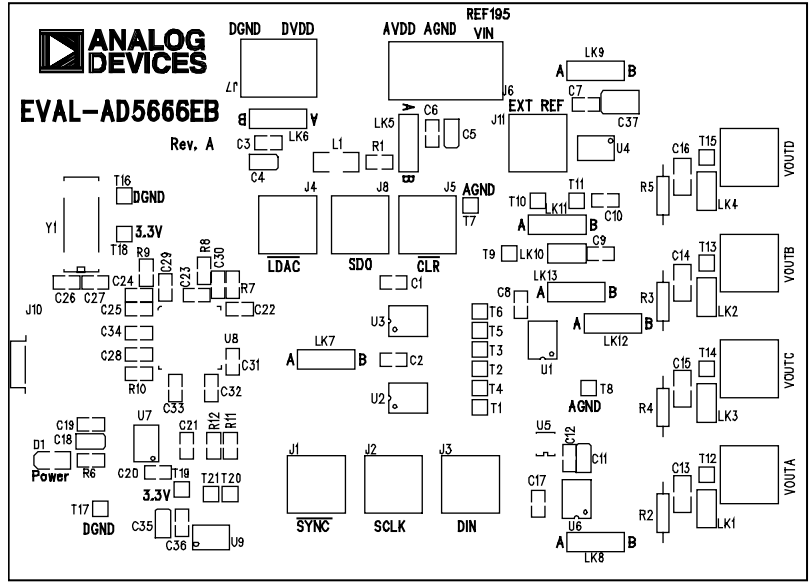 ANALOG
DEVICES
EVAL-AD5666EB
Rev. A
DGND DVDD
J7
B A
LK6
C3
C4
L1
R1
REF195
AVDD AGND VIN
J6
A
LK5
B
C6
C5
EXT REF
J11
LK9
A B
C7
C37
U4
T16
DGND
Y1
3.3V
T18
J4
LDAC
J8
SDO
J5
CLR
AGND
T7
T10
T11
C10
LK11
A B
T9
LK10
C9
LK13
A B
C8
A B
LK12
U1
C16
T15
R5
LK4
VOUTD
C14
T13
R3
LK2
VOUTB
C15
T14
R4
LK3
VOUTC
C13
T12
R2
LK1
VOUTA
C26
C27
C24
R9
C29
C23
R8
C30
R7
C25
C22
C34
C28
R10
U8
C31
C33
C32
J10
C1
U3
C2
U2
LK7
A B
T6
T5
T3
T2
T4
T1
T8
AGND
C19
C18
D1
Power
R6
U7
C21
R12
R11
C20
T19
3.3V
T21
T20
T17
DGND
C35
C36
U9
J1
SYNC
J2
SCLK
J3
DIN
U5
C12
C11
C17
U6
A B
LK8